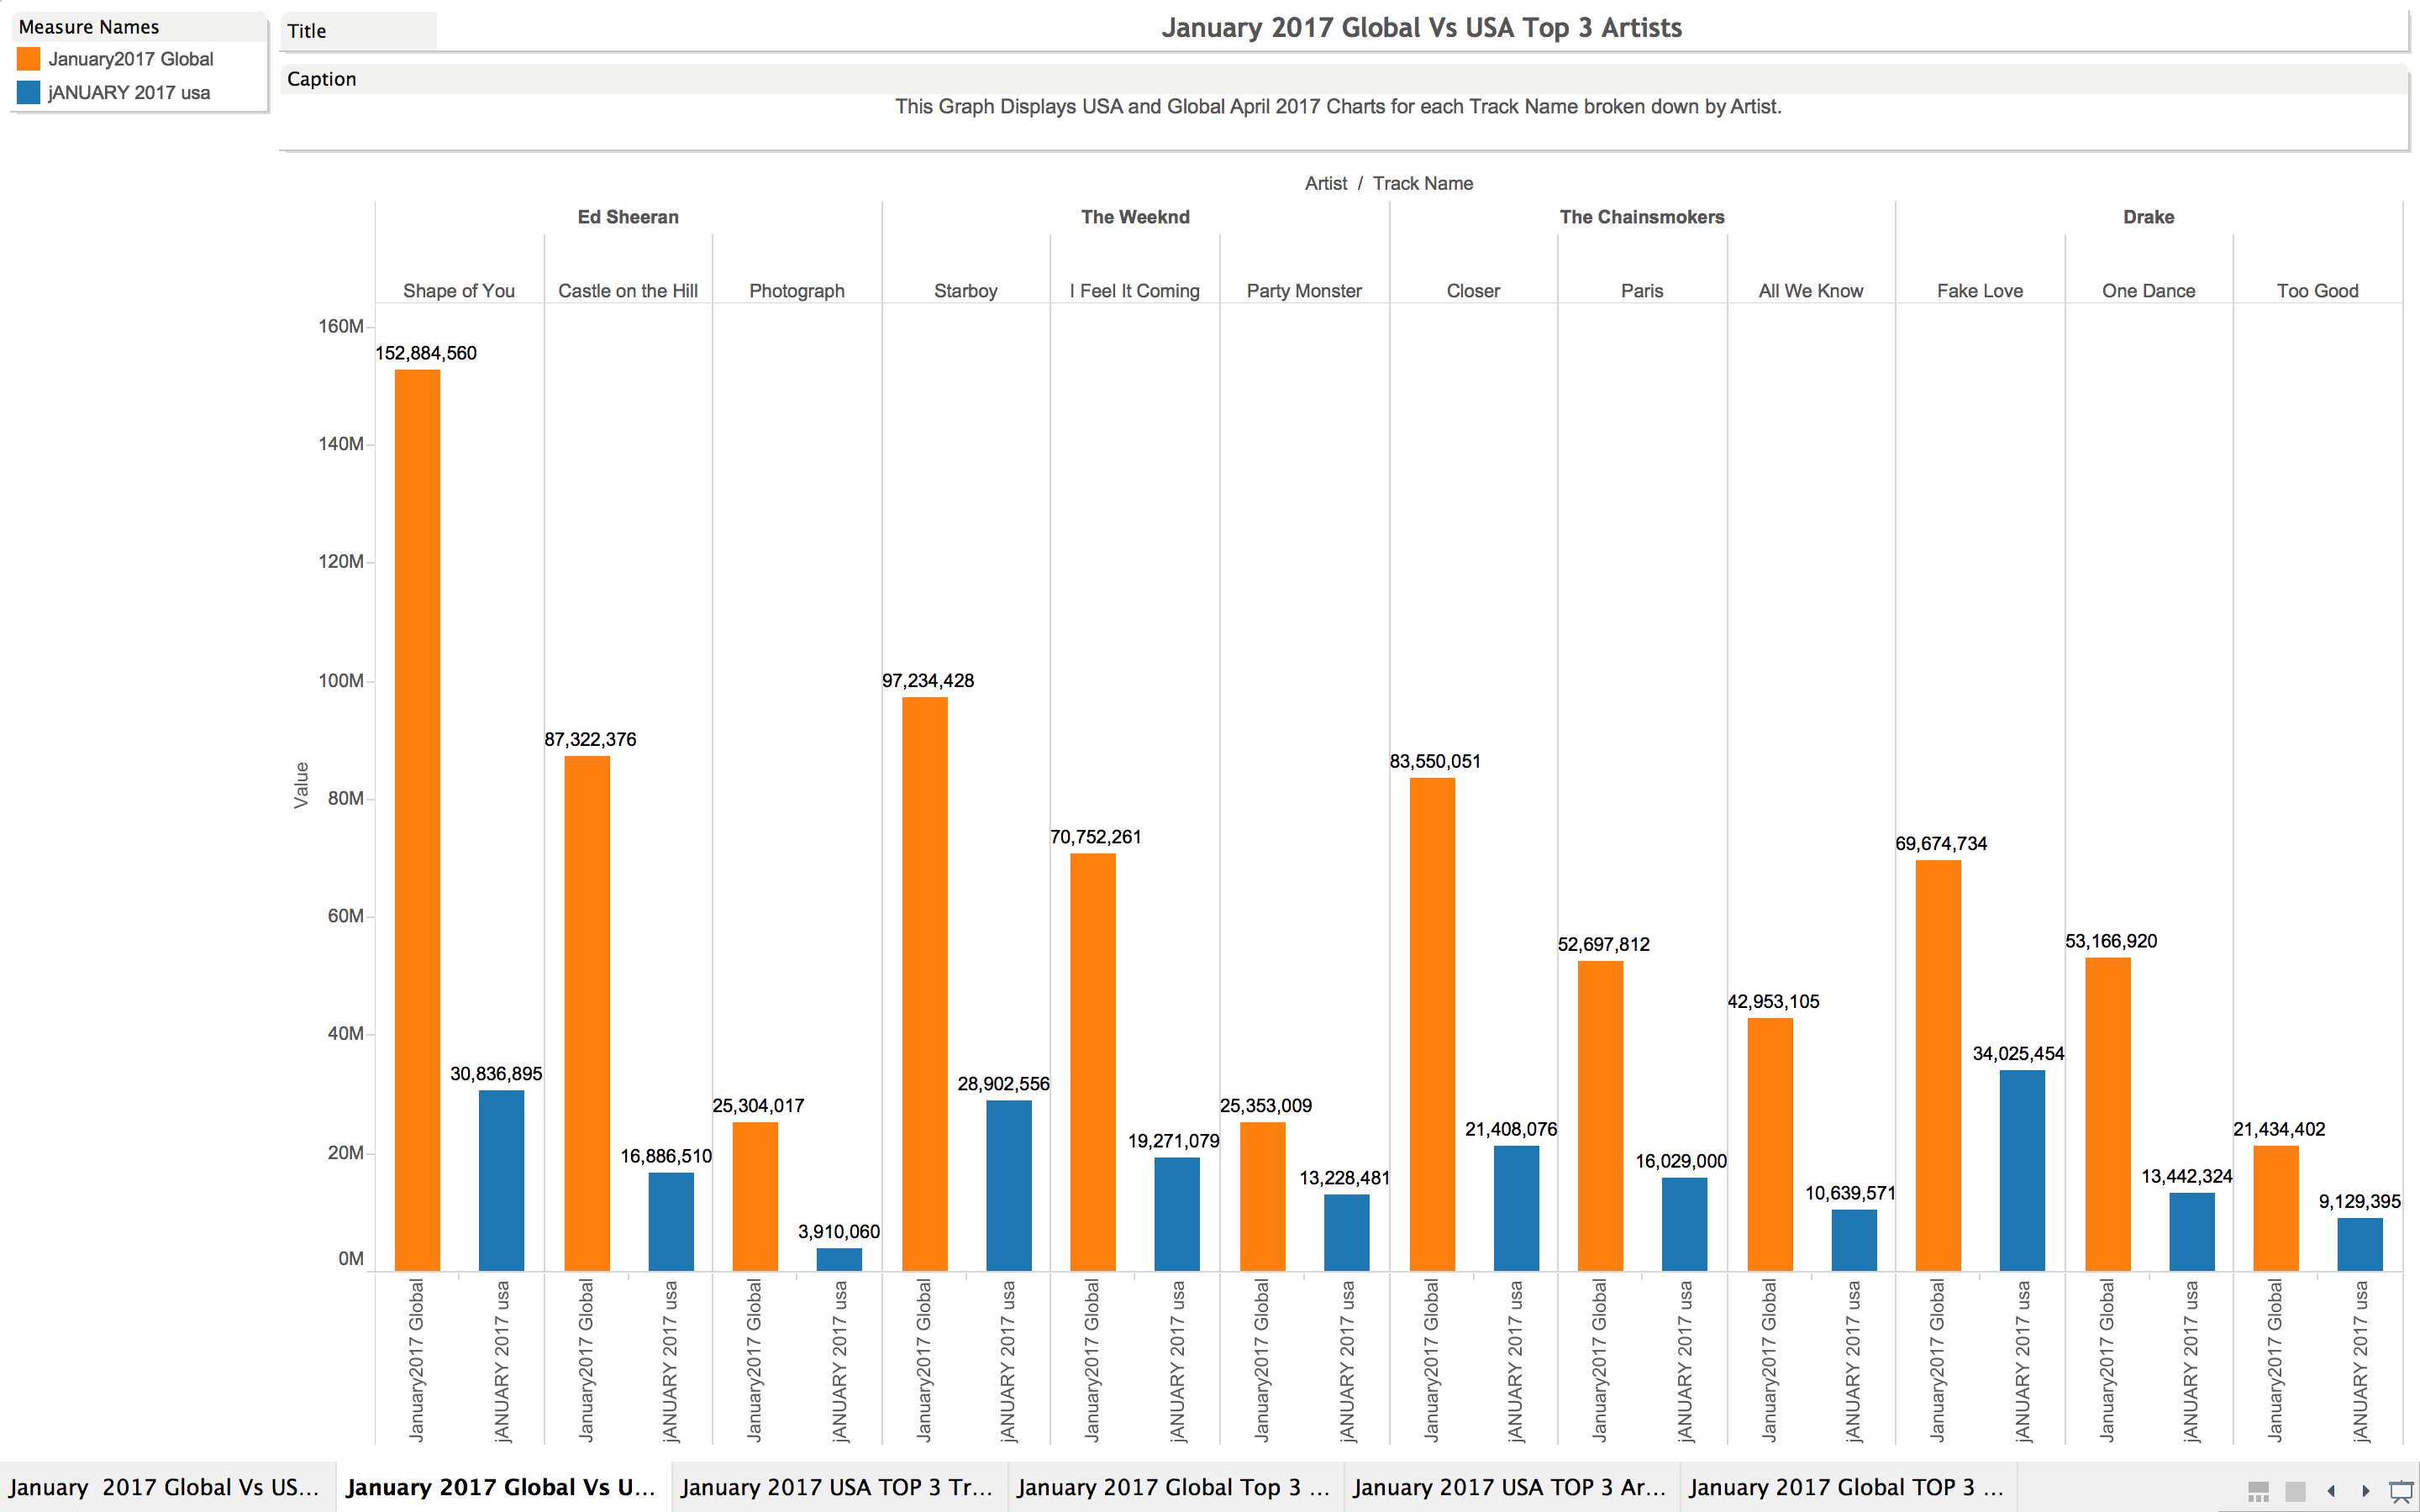 Measure Names
January2017 Global
jANUARY 2017 usa
Title
January 2017 Global Vs USA Top 3 Artists
Caption
This Graph Displays USA and Global April 2017 Charts for each Track Name broken down by Artist.
Artist / Track Name
Ed Sheeran The Weeknd The Chainsmokers Drake
Shape of You Castle on the Hill Photograph Starboy I Feel It Coming Party Monster Closer Paris All We Know Fake Love One Dance Too Good
160M
152,884,560
140M
120M
100M
97,234,428
87,322,376
83,550,051
Value
80M
70,752,261
69,674,734
60M
52,697,812
53,166,920
42,953,105
40M
34,025,454
30,836,895
28,902,556
25,304,017
25,353,009
21,408,076
21,434,402
20M
19,271,079
16,886,510
16,029,000
13,228,481
13,442,324
10,639,571
9,129,395
3,910,060
0M
January2017 Global
jANUARY 2017 usa
January2017 Global
jANUARY 2017 usa
January2017 Global
jANUARY 2017 usa
January2017 Global
jANUARY 2017 usa
January2017 Global
jANUARY 2017 usa
January2017 Global
jANUARY 2017 usa
January2017 Global
jANUARY 2017 usa
January2017 Global
jANUARY 2017 usa
January2017 Global
jANUARY 2017 usa
January2017 Global
jANUARY 2017 usa
January2017 Global
jANUARY 2017 usa
January2017 Global
jANUARY 2017 usa
January 2017 Global Vs US... January 2017 Global Vs U... January 2017 USA TOP 3 Tr... January 2017 Global Top 3 ... January 2017 USA TOP 3 Ar... January 2017 Global TOP 3 ...